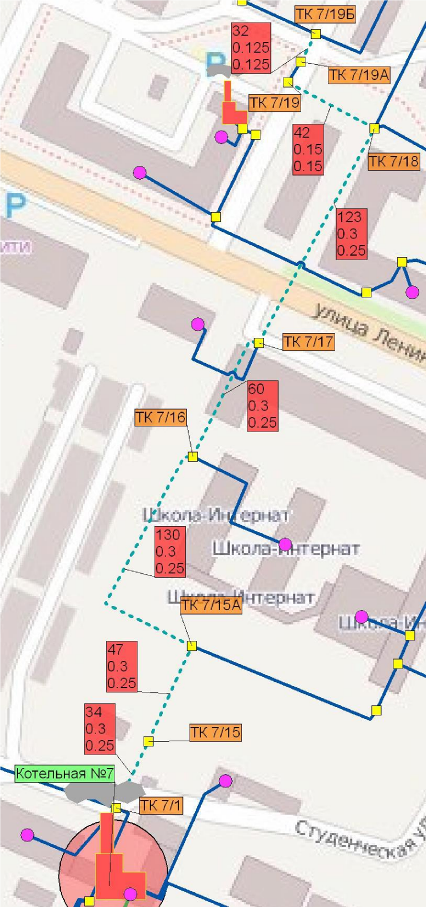 ТК 7/19Б
32
0.125
0.125
P
ТК 7/19А
ТК 7/19
42
0.15
0.15
ТК 7/18
P
123
0.3
0.25
ити
улица Ленин
ТК 7/17
60
0.3
0.25
ТК 7/16
Школа-Интернат
130
0.3
0.25
Школа-Интернат
Школа-Интернат
ТК 7/15А
Школа-Ин
47
0.3
0.25
34
0.3
0.25
ТК 7/15
Котельная №7
ТК 7/1
Студенческая у